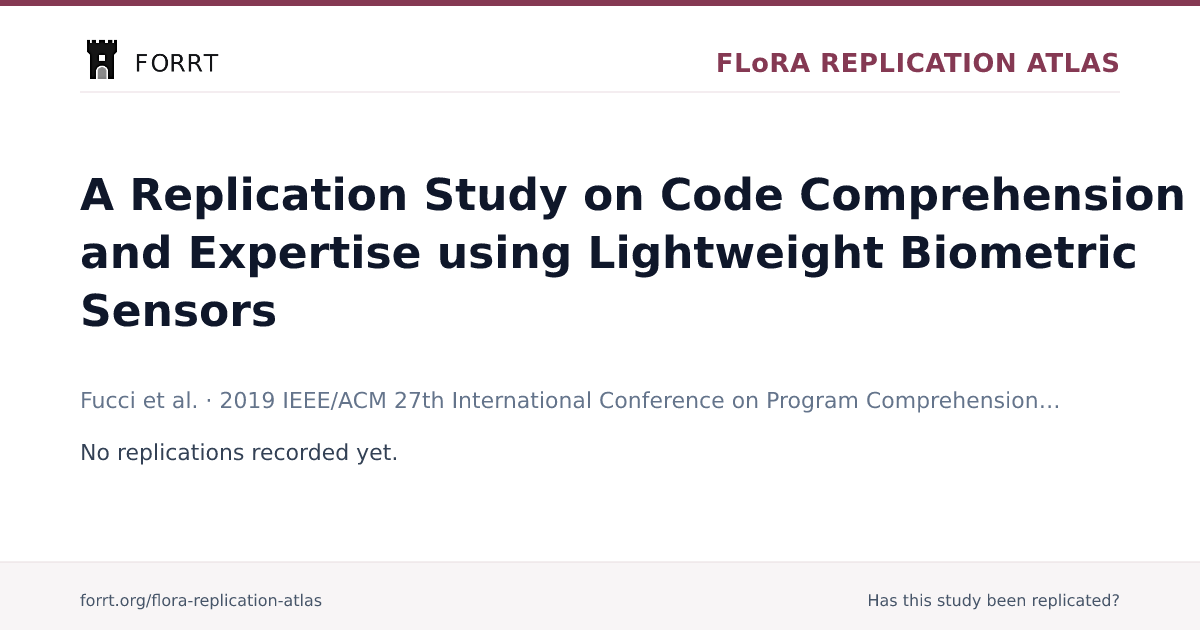 FORRT
FLoRA REPLICATION ATLAS
A Replication Study on Code Comprehension
and Expertise using Lightweight Biometric
Sensors
Fucci et al. · 2019 IEEE/ACM 27th International Conference on Program Comprehension…
No replications recorded yet.
forrt.org/flora-replication-atlas
Has this study been replicated?